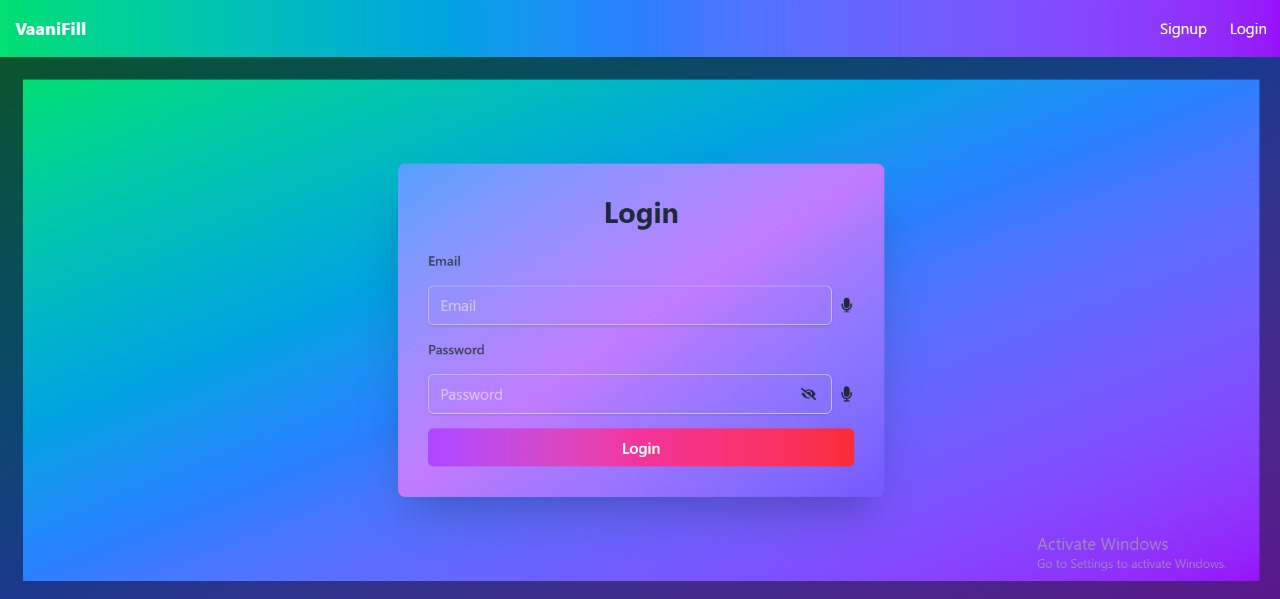 VaaniFill
Signup Login
Login
Email
Email
Password
Password
Login
Activate Windows
Go to Settings to activate Windows.